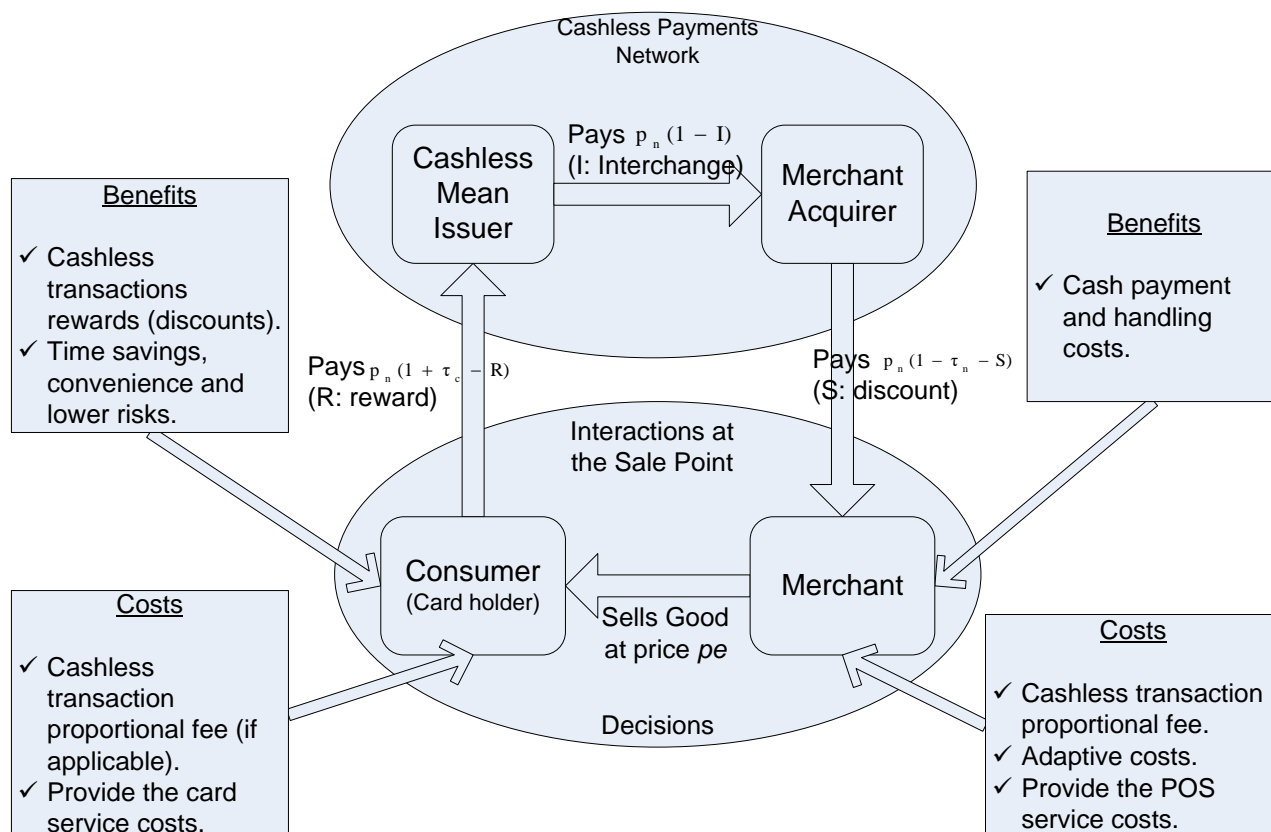 Cashless Payments
Network
Pays p n (1 − I)
(I: Interchange)
Cashless
Mean
Issuer
Merchant
Acquirer
Benefits
✓ Cashless
transactions
rewards (discounts).
✓ Time savings,
convenience and
lower risks.
Benefits
✓ Cash payment
and handling
costs.
Pays p n (1 + τ c − R)
(R: reward)
Pays p n (1 − τ n − S)
(S: discount)
Interactions at
the Sale Point
Consumer
(Card holder)
Merchant
Sells Good
at price pe
Decisions
Costs
✓ Cashless
transaction
proportional fee (if
applicable).
✓ Provide the card
service costs.
Costs
✓ Cashless transaction
proportional fee.
✓ Adaptive costs.
✓ Provide the POS
service costs.